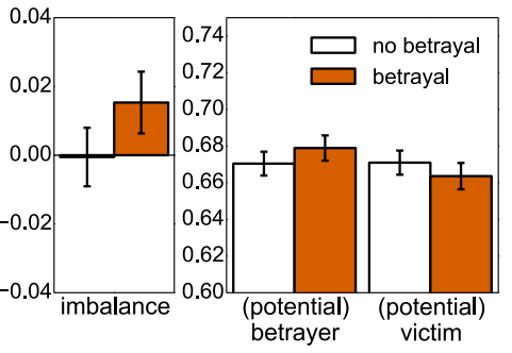 0.04
0.02
0.00
−0.02
−0.04
imbalance
0.74
0.72
0.70
0.68
0.66
0.64
0.62
0.60
no betrayal
betrayal
(potential)
betrayer
(potential)
victim